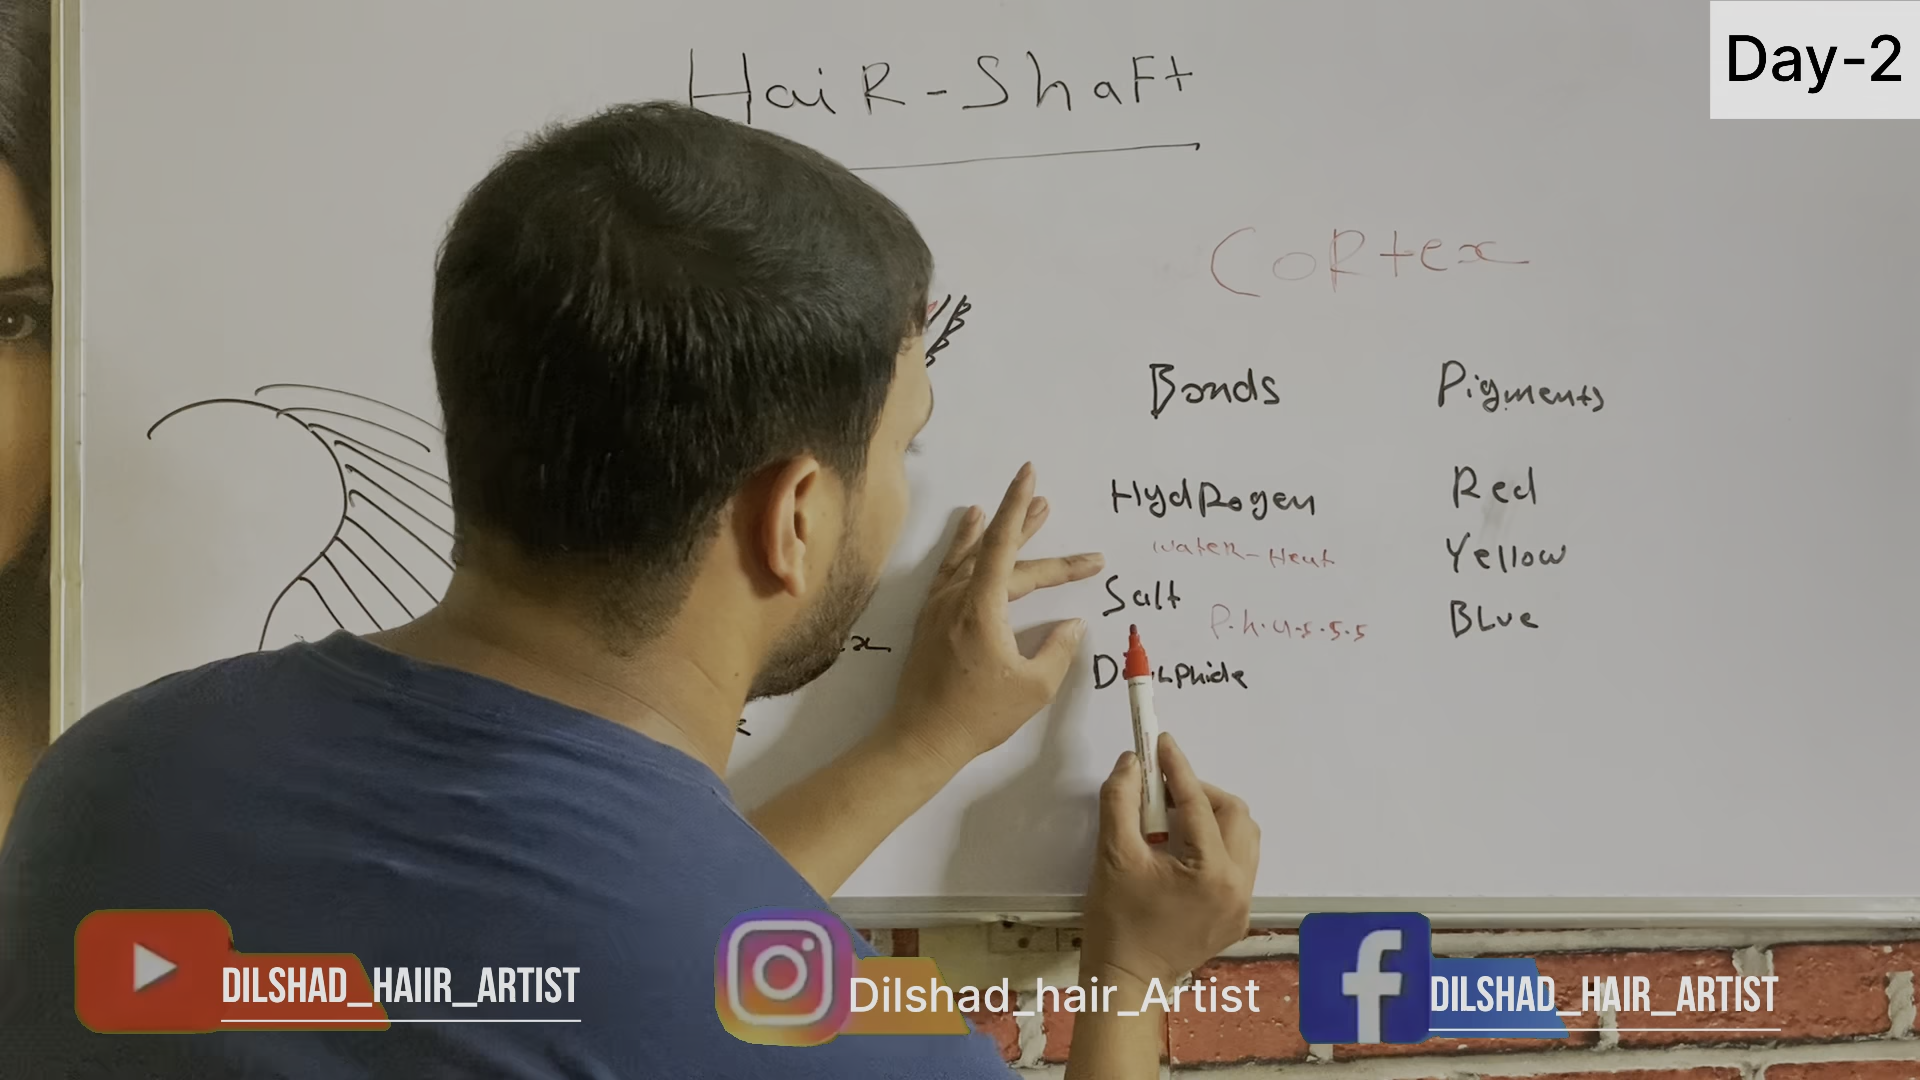 Day-2
HaiR-ShaFt
CoRtex
Bonds Pigments
HydRogen Red
WateR-Heat Yellow
Salt P.h.4.5.5.5 BLue
DILSHAD_HAIIR_ARTIST
Dilshad_hair_Artist
DILSHAD_HAIR_ARTIST